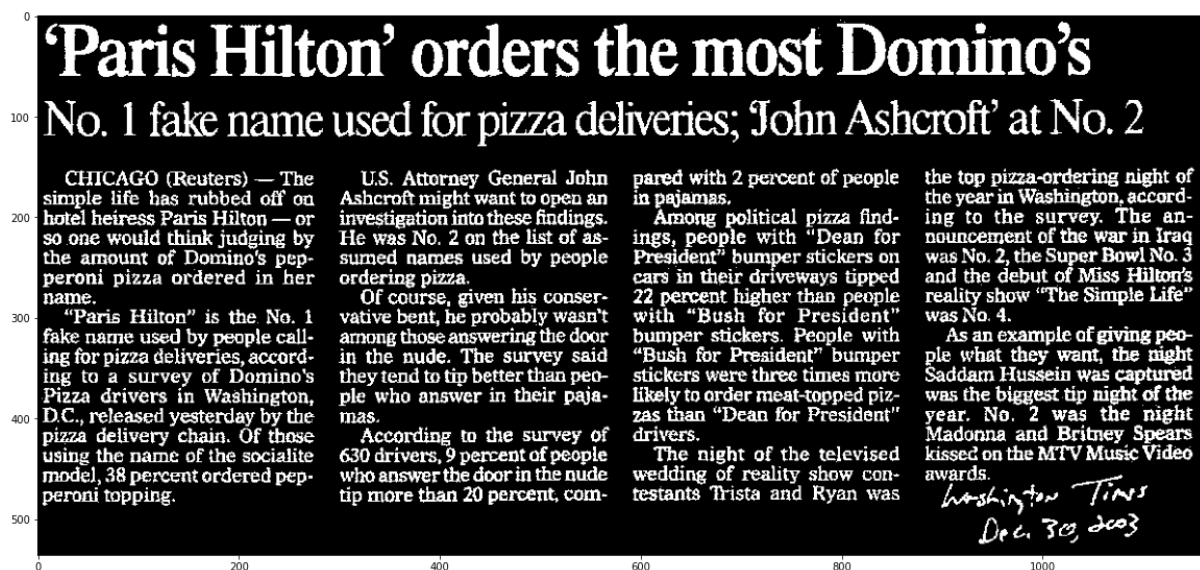 ‘Paris Hilton’ orders the most Domino’s
No. 1 fake name used for pizza deliveries; ‘John Ashcroft’ at No. 2
CHICAGO (Reuters) — The
simple life has rubbed off on
hotel heiress Paris Hilton — or
so one would think judging by
the amount of Domino’s pep-
peroni pizza ordered in her
name.
“Paris Hilton” is the No. 1
fake name used by people call-
ing for pizza deliveries, accord-
ing to a survey of Domino’s
Pizza drivers in Washington,
D.C., released yesterday by the
pizza delivery chain. Of those
using the name of the socialite
model, 38 percent ordered pep-
peroni topping.
U.S. Attorney General John
Ashcroft might want to open an
investigation into these findings.
He was No. 2 on the list of as-
sumed names used by people
ordering pizza.
Of course, given his conser-
vative bent, he probably wasn’t
among those answering the door
in the nude. The survey said
they tend to tip better than peo-
ple who answer in their paja-
mas.
According to the survey of
630 drivers, 9 percent of people
who answer the door in the nude
tip more than 20 percent, com-
pared with 2 percent of people
in pajamas.
Among political pizza find-
ings, people with “Dean for
President” bumper stickers on
cars in their driveways tipped
22 percent higher than people
with “Bush for President”
bumper stickers. People with
“Bush for President” bumper
stickers were three times more
likely to order meat-topped piz-
zas than “Dean for President”
drivers.
The night of the televised
wedding of reality show con-
testants Trista and Ryan was
the top pizza-ordering night of
the year in Washington, accord-
ing to the survey. The an-
nouncement of the war in Iraq
was No. 2, the Super Bowl No. 3
and the debut of Miss Hilton’s
reality show “The Simple Life”
was No. 4.
As an example of giving peo-
ple what they want, the night
Saddam Hussein was captured
was the biggest tip night of the
year. No. 2 was the night
Madonna and Britney Spears
kissed on the MTV Music Video
awards.
Washington Times
Dec. 30, 2003
0
100
200
300
400
500
0 200 400 600 800 1000